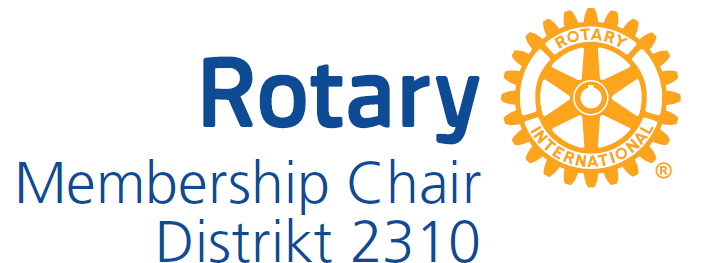 Rotary
Membership Chair
Distrikt 2310
ROTARY
INTERNATIONAL
®